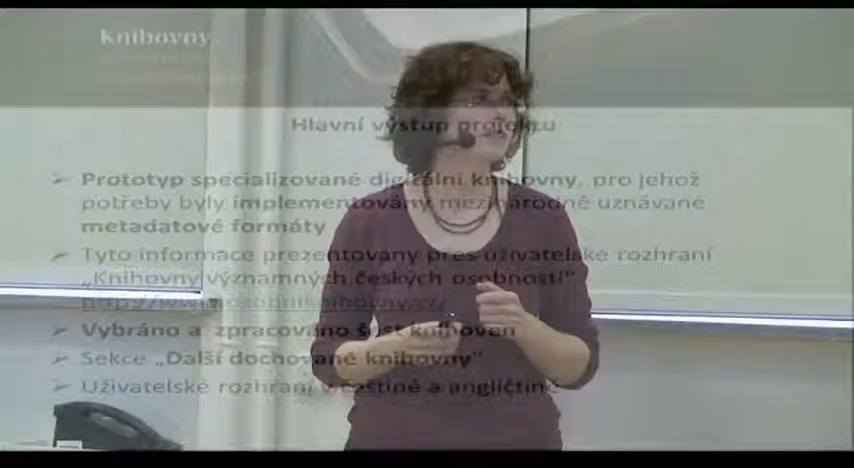 Knihovny
Hlavní výstup projektu
Prototyp specializované digitální knihovny, pro jehož
potřeby byly implementovány mezinárodně uznávané
metadatové formáty
Tyto informace prezentovány přes uživatelské rozhraní
„Knihovny významných českých osobností"
Vybráno a zpracováno šest knihoven
Sekce „Další dochované knihovny"
Uživatelské rozhraní v češtině a angličtině